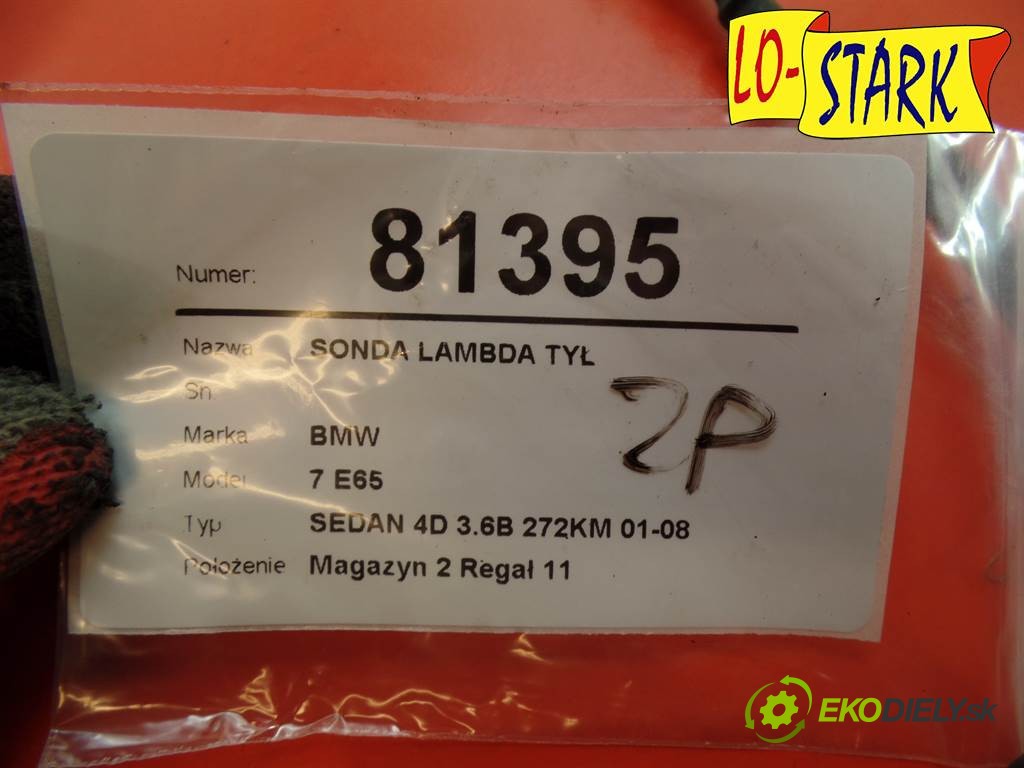 LO-STARK
Numer: 81395
Nazwa SONDA LAMBDA TYŁ
Sn
Marka BMW
Model 7 E65
Typ SEDAN 4D 3.6B 272KM 01-08
Położenie Magazyn 2 Regał 11
ZP
EKODIELY.sk